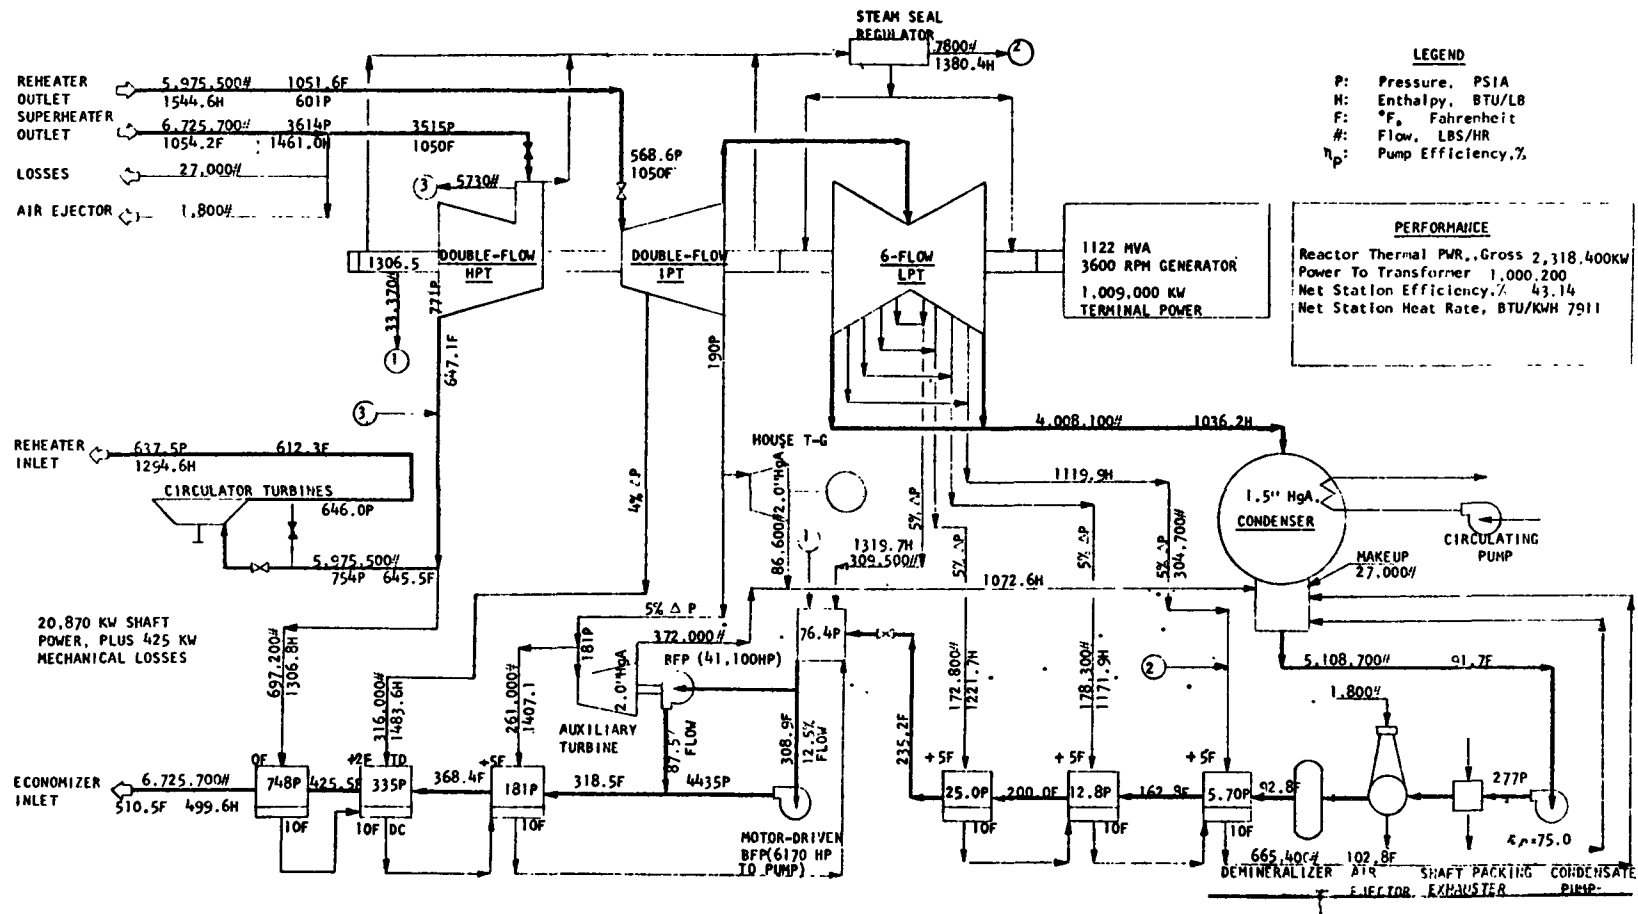 STEAM SEAL
REGULATOR
7800#
1380.4H
2
LEGEND
P: Pressure, PSIA
H: Enthalpy, BTU/LB
F: °F, Fahrenheit
#: Flow, LBS/HR
ηp: Pump Efficiency,%
REHEATER
OUTLET
5,975,500# 1051.6F
1544.6H 601P
SUPERHEATER
OUTLET
6,725,700# 3614P
1054.2F 1461.0H
3515P
1050F
LOSSES
27,000#
AIR EJECTOR
1,800#
3
5730#
568.6P
1050F
1306.5
DOUBLE-FLOW
HPT
DOUBLE-FLOW
IPT
6-FLOW
LPT
1122 MVA
3600 RPM GENERATOR
1,009,000 KW
TERMINAL POWER
PERFORMANCE
Reactor Thermal PWR,,Gross 2,318,400KW
Power To Transformer 1,000,200
Net Station Efficiency,% 43.14
Net Station Heat Rate, BTU/KWH 7911
33,370#
771P
1
647.1F
190P
3
REHEATER
INLET
637.5P 612.3F
1294.6H
CIRCULATOR TURBINES
646.0P
5,975,500#
754P 645.5F
4% Δ P
HOUSE T-G
2.0"HgA
86,600#
1
1319.7H
309,500#
5% Δ P
5% Δ P
5% Δ P
5% Δ P
304,700#
1119.9H
4,008,100# 1036.2H
1.5" HgA.
CONDENSER
CIRCULATING
PUMP
MAKEUP
27,000#
1072.6H
20,870 KW SHAFT
POWER, PLUS 425 KW
MECHANICAL LOSSES
697,200#
1306.8H
316,000#
1483.6H
261,000#
1407.1
5% Δ P
181P
372,000#
BFP (41,100HP)
2.0"HgA
AUXILIARY
TURBINE
87.5%
FLOW
308.9F
12.5%
FLOW
76.4P
235.2F
172,800#
1221.7H
178,300#
1171.9H
2
5,108,700# 91.7F
1,800#
ECONOMIZER
INLET
6,725,700#
510.5F 499.6H
0F
748P
10F
425.5F
+2F TD
335P
10F DC
368.4F
+5F
181P
10F
318.5F
4435P
MOTOR-DRIVEN
BFP(6170 HP
TO PUMP)
+5F
25.0P
10F
200.0F
+5F
12.8P
10F
162.8F
+5F
5.70P
10F
92.8F
277P
=75.0
665,400# 102.8F
DEMINERALIZER AIR
EJECTOR
SHAFT PACKING
EXHAUSTER
CONDENSATE
PUMP